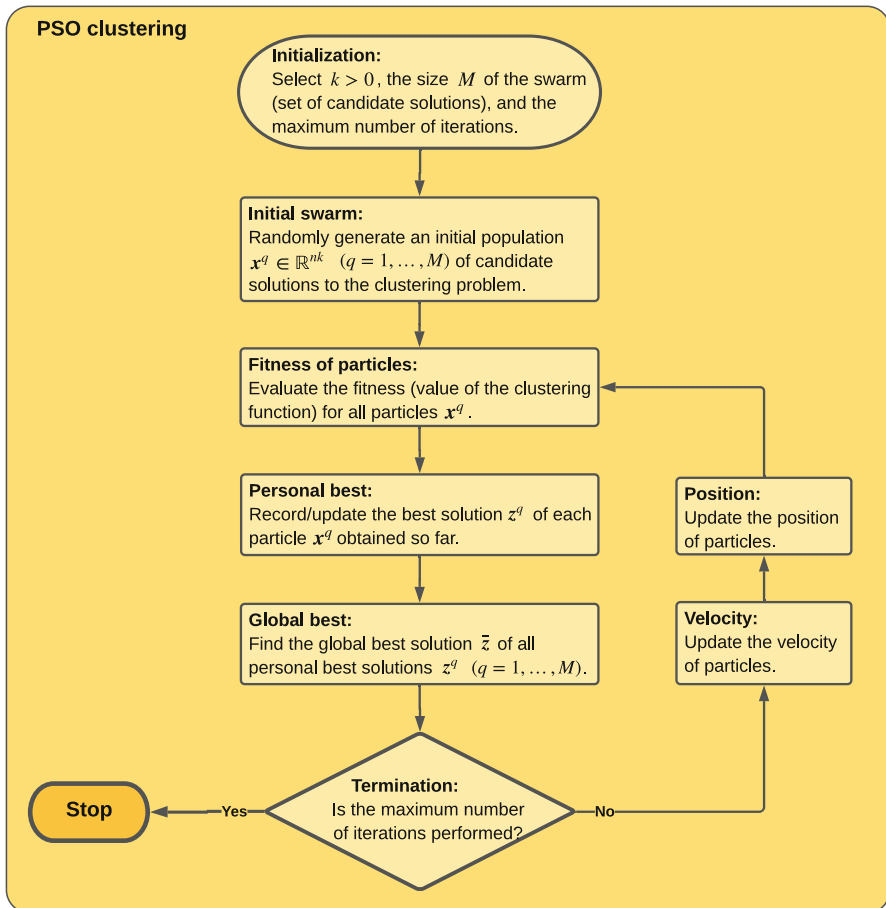 PSO clustering
Initialization:
Select k > 0, the size M of the swarm
(set of candidate solutions), and the
maximum number of iterations.
Initial swarm:
Randomly generate an initial population
x^q ∈ ℝ^{nk} (q = 1, … , M) of candidate
solutions to the clustering problem.
Fitness of particles:
Evaluate the fitness (value of the clustering
function) for all particles x^q .
Personal best:
Record/update the best solution z^q of each
particle x^q obtained so far.
Global best:
Find the global best solution z̄ of all
personal best solutions z^q (q = 1, … , M).
Position:
Update the position
of particles.
Velocity:
Update the velocity
of particles.
Termination:
Is the maximum number
of iterations performed?
Yes
No
Stop